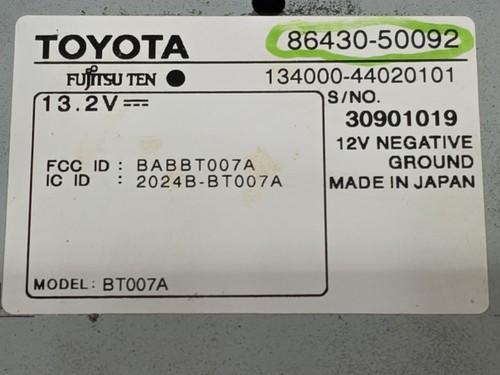 TOYOTA 86430-50092
FUJITSU TEN 134000-44020101
13.2V S/NO.
30901019
12V NEGATIVE
GROUND
FCC ID : BABBT007A
IC ID : 2024B-BT007A MADE IN JAPAN
MODEL: BT007A